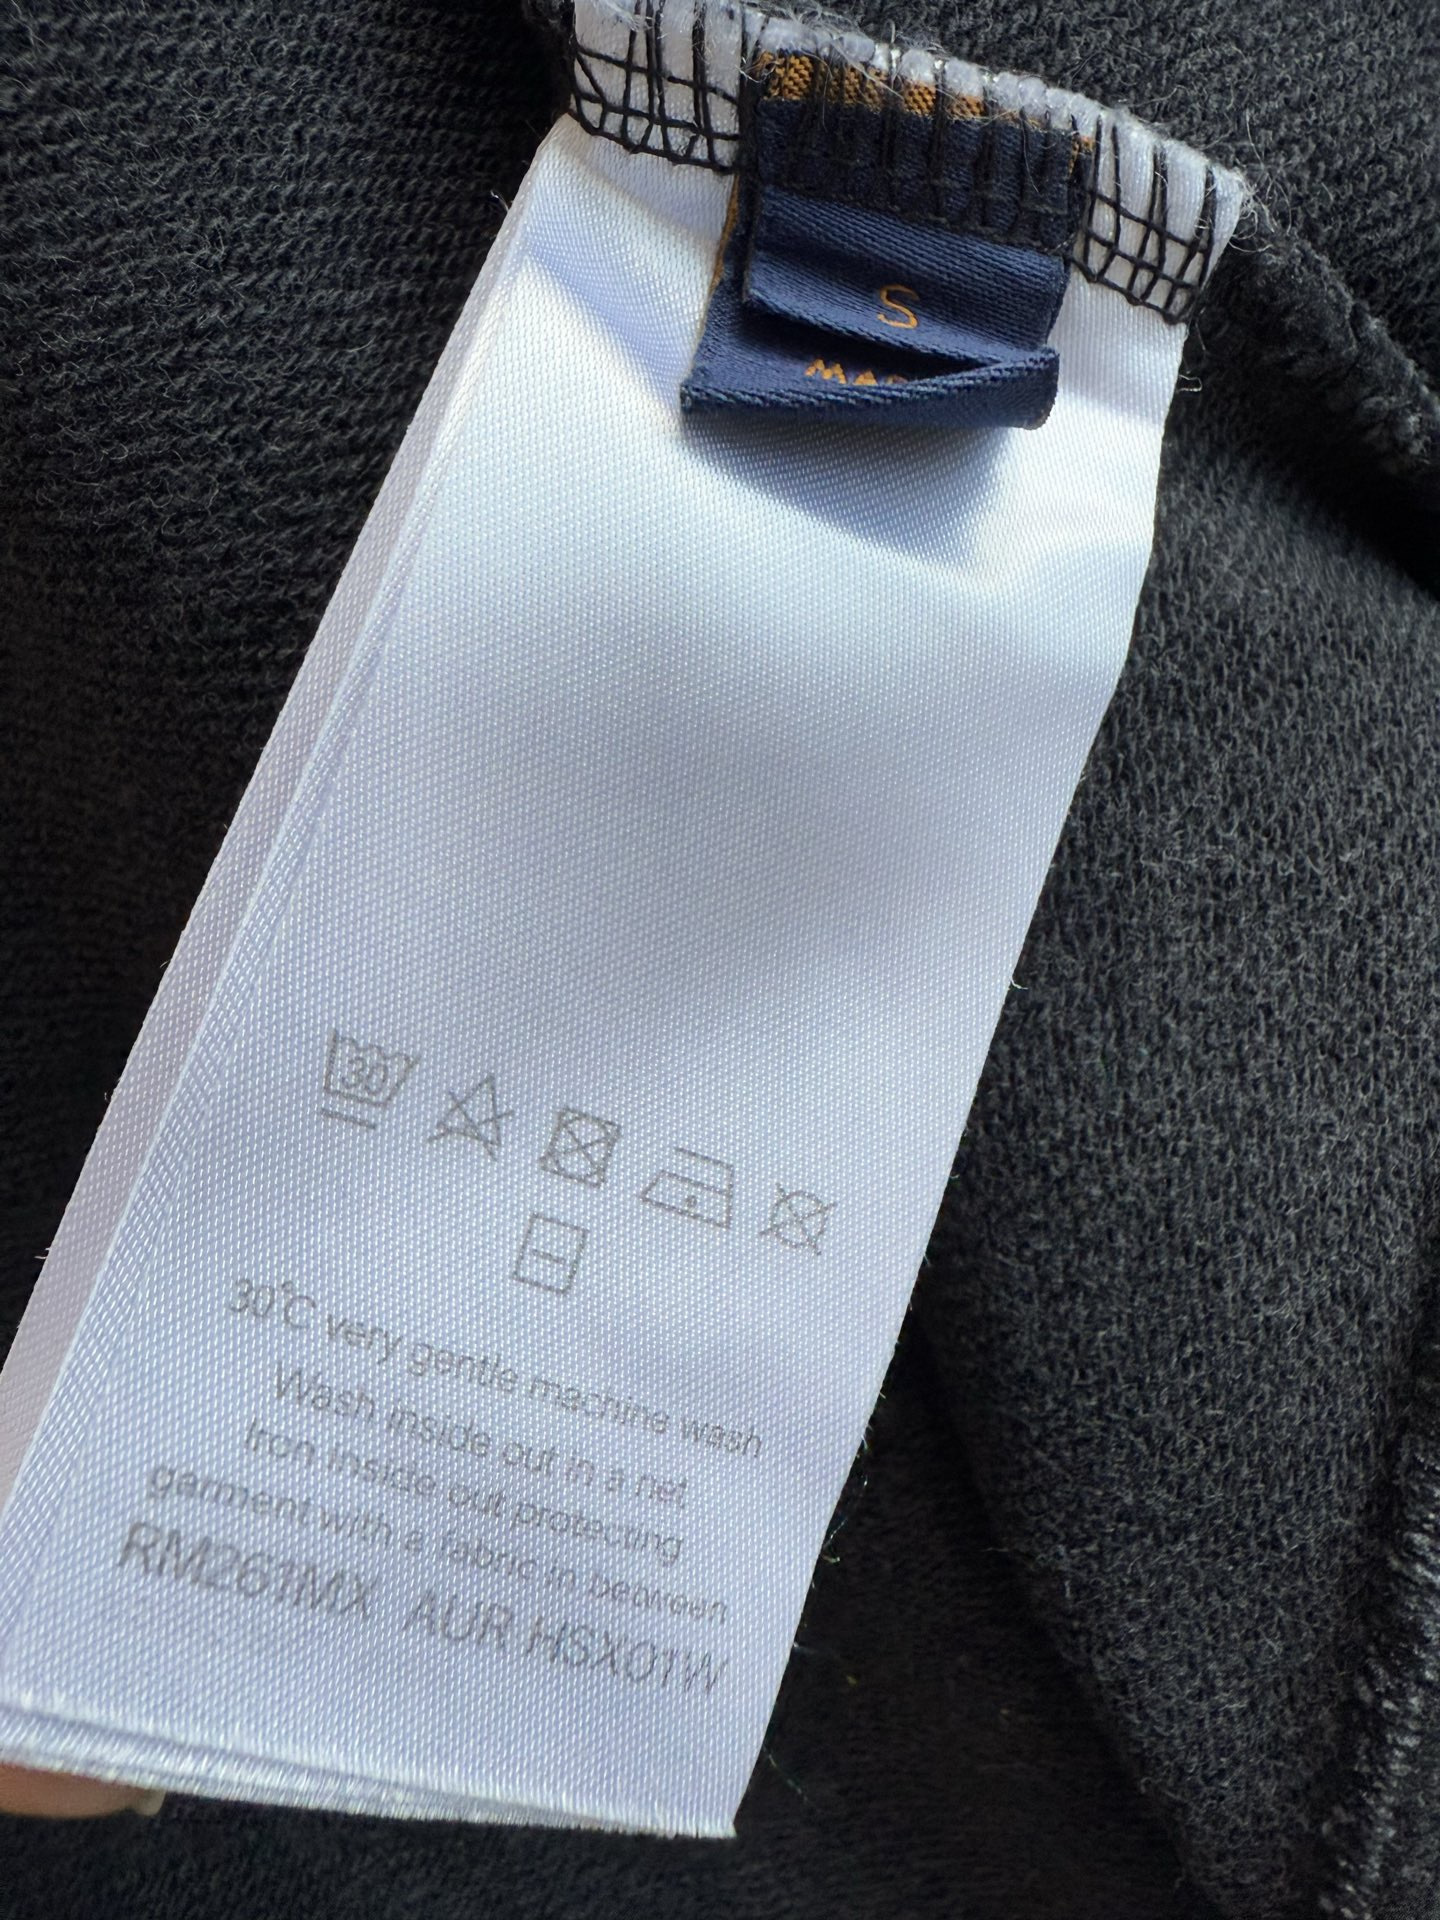 S
30
30°C very gentle machine wash
Wash inside out in a net
Iron inside out protecting
garment with a fabric in between
RM261MX AUR HSX01W